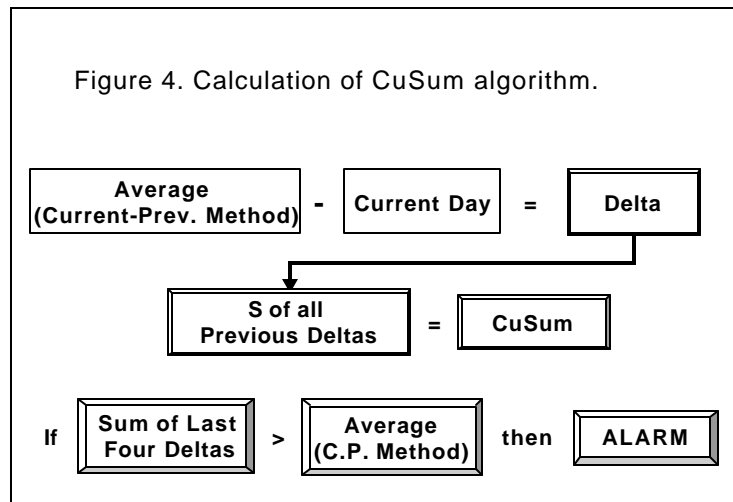 Figure 4. Calculation of CuSum algorithm.
Average
(Current-Prev. Method)
- Current Day = Delta
S of all
Previous Deltas
= CuSum
If
Sum of Last
Four Deltas
>
Average
(C.P. Method)
then ALARM